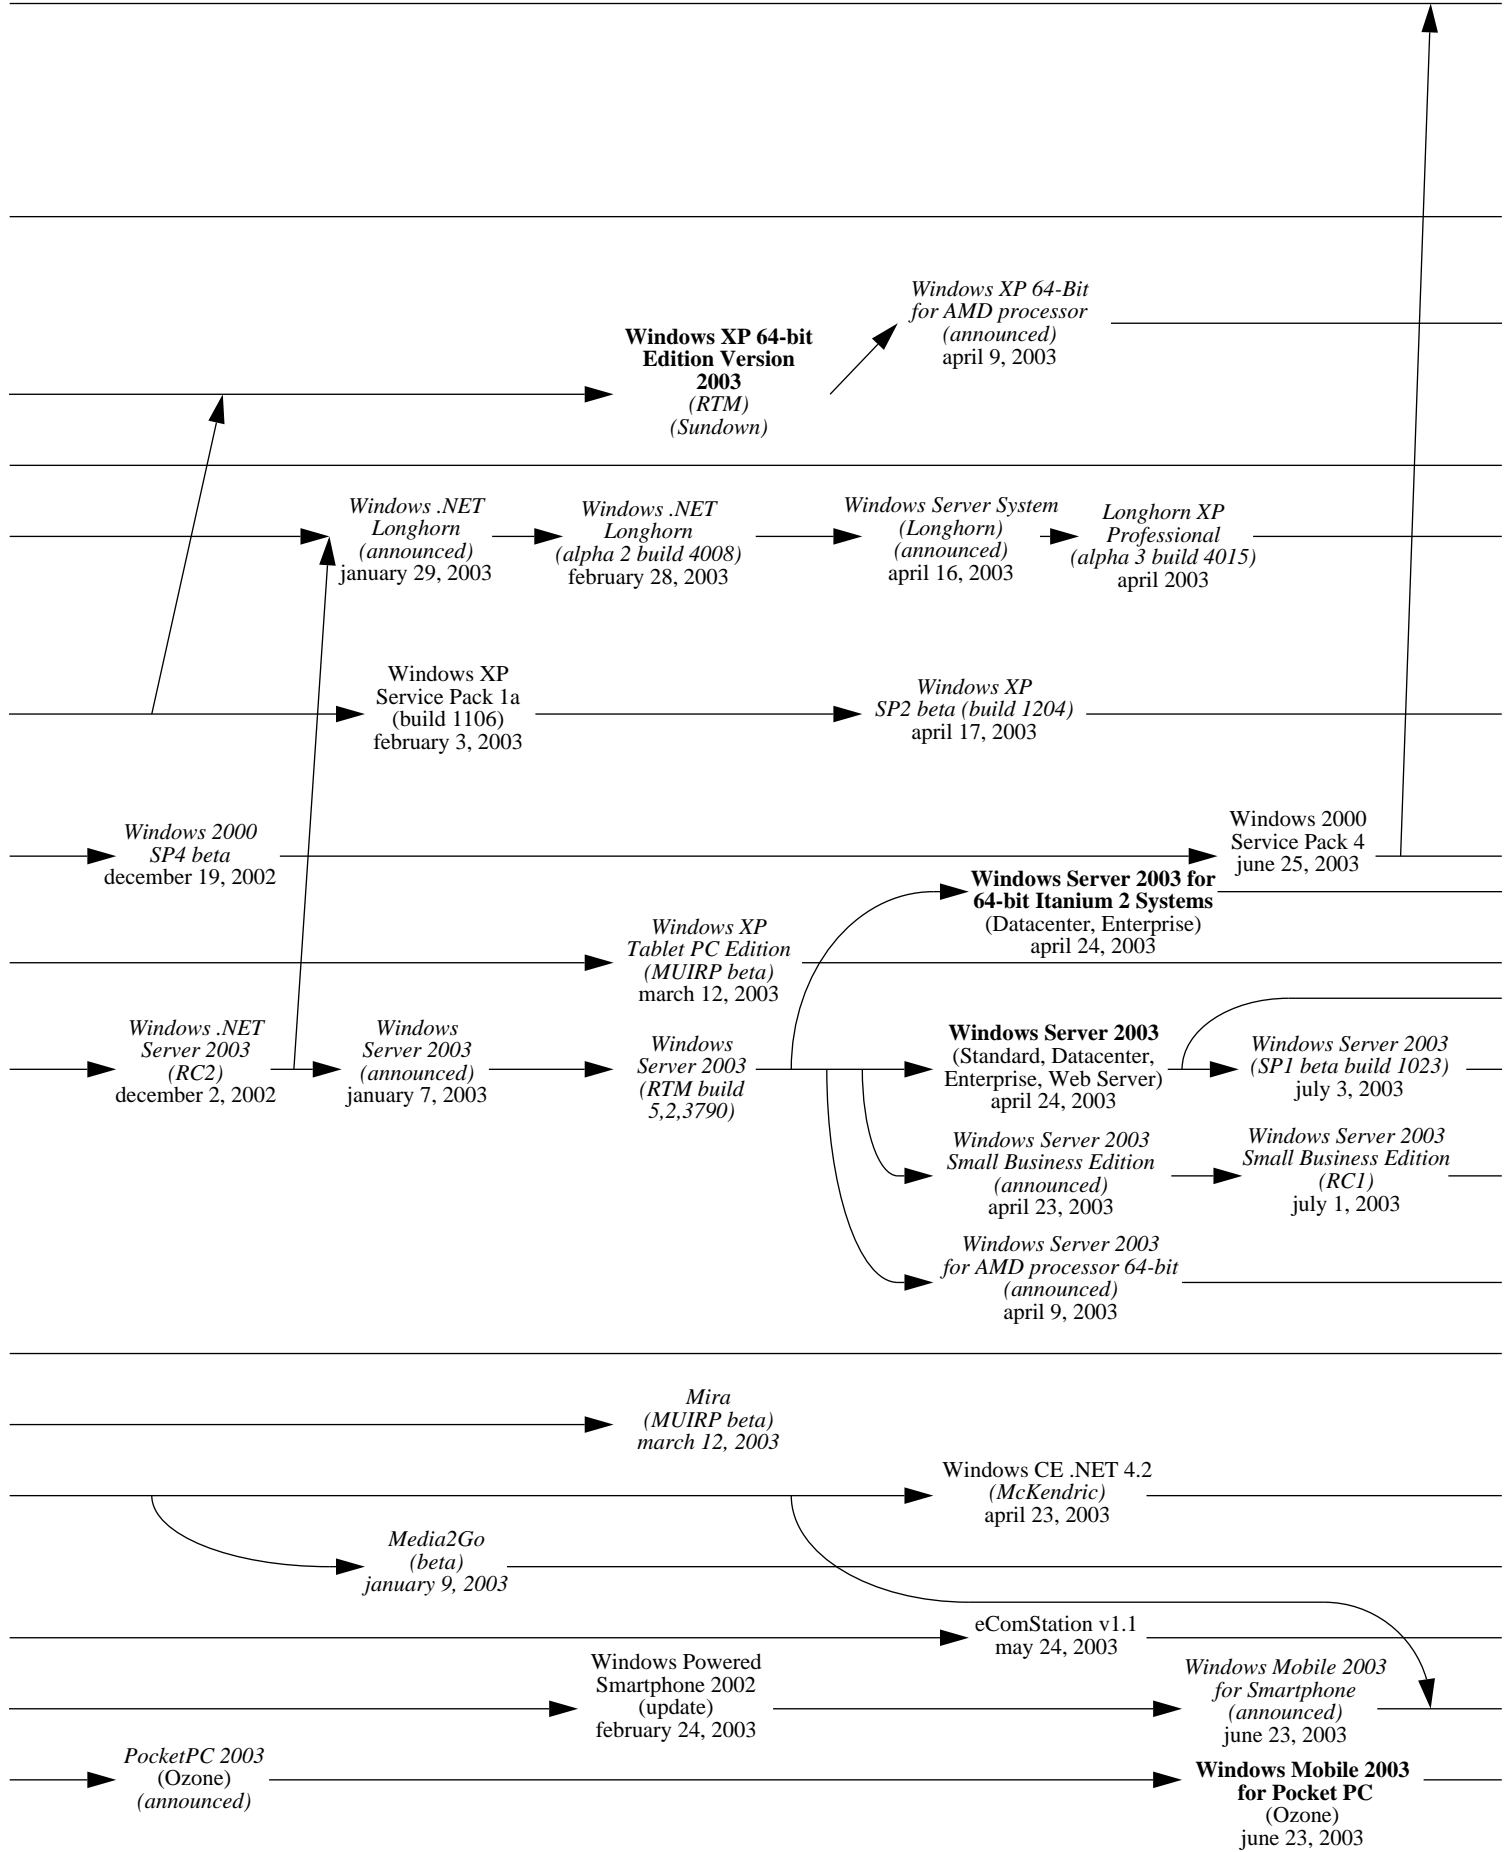 Windows XP 64-Bit
for AMD processor
(announced)
april 9, 2003
Windows XP 64-bit
Edition Version
2003
(RTM)
(Sundown)
Windows .NET
Longhorn
(announced)
january 29, 2003
Windows .NET
Longhorn
(alpha 2 build 4008)
february 28, 2003
Windows Server System
(Longhorn)
(announced)
april 16, 2003
Longhorn XP
Professional
(alpha 3 build 4015)
april 2003
Windows XP
Service Pack 1a
(build 1106)
february 3, 2003
Windows XP
SP2 beta (build 1204)
april 17, 2003
Windows 2000
SP4 beta
december 19, 2002
Windows 2000
Service Pack 4
june 25, 2003
Windows Server 2003 for
64-bit Itanium 2 Systems
(Datacenter, Enterprise)
april 24, 2003
Windows XP
Tablet PC Edition
(MUIRP beta)
march 12, 2003
Windows .NET
Server 2003
(RC2)
december 2, 2002
Windows
Server 2003
(announced)
january 7, 2003
Windows
Server 2003
(RTM build
5,2,3790)
Windows Server 2003
(Standard, Datacenter,
Enterprise, Web Server)
april 24, 2003
Windows Server 2003
(SP1 beta build 1023)
july 3, 2003
Windows Server 2003
Small Business Edition
(announced)
april 23, 2003
Windows Server 2003
Small Business Edition
(RC1)
july 1, 2003
Windows Server 2003
for AMD processor 64-bit
(announced)
april 9, 2003
Mira
(MUIRP beta)
march 12, 2003
Windows CE .NET 4.2
(McKendric)
april 23, 2003
Media2Go
(beta)
january 9, 2003
eComStation v1.1
may 24, 2003
Windows Powered
Smartphone 2002
(update)
february 24, 2003
Windows Mobile 2003
for Smartphone
(announced)
june 23, 2003
PocketPC 2003
(Ozone)
(announced)
Windows Mobile 2003
for Pocket PC
(Ozone)
june 23, 2003